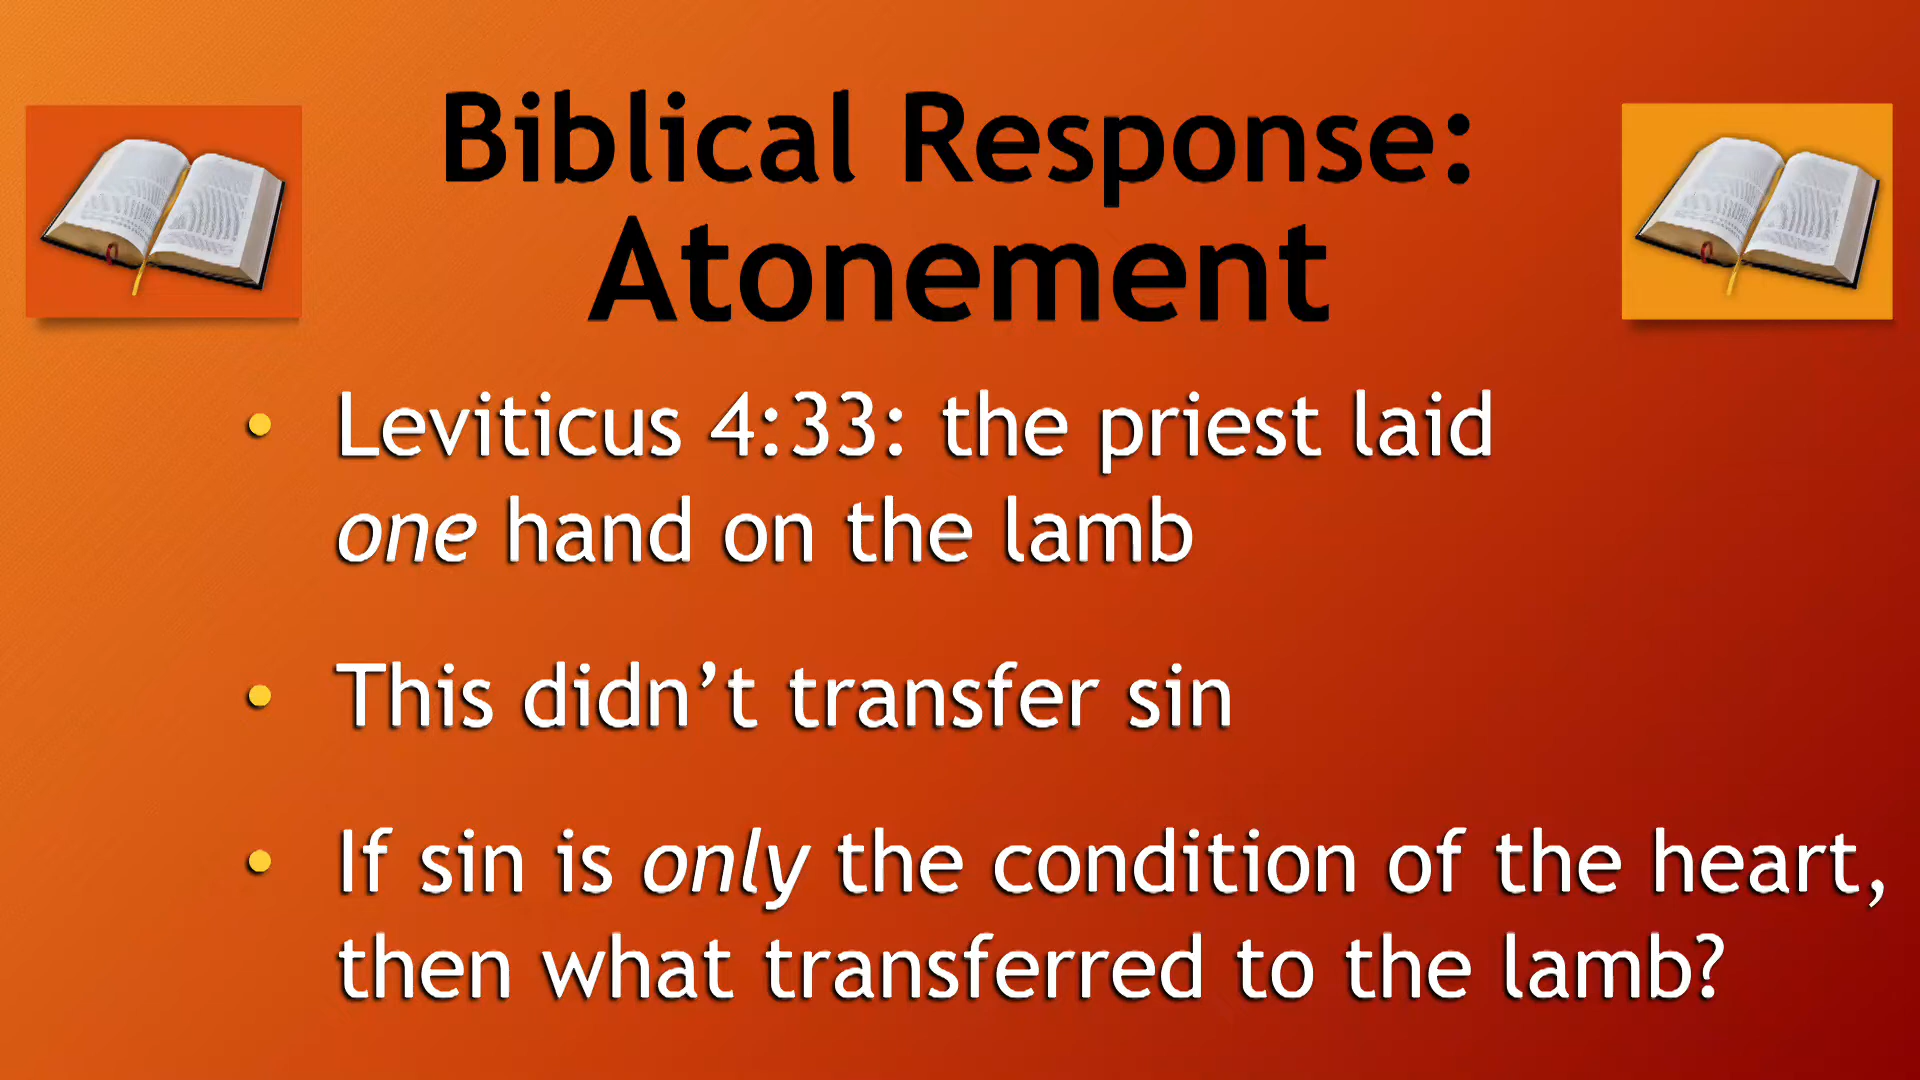 Biblical Response:
Atonement
• Leviticus 4:33: the priest laid
one hand on the lamb
• This didn’t transfer sin
• If sin is only the condition of the heart,
then what transferred to the lamb?